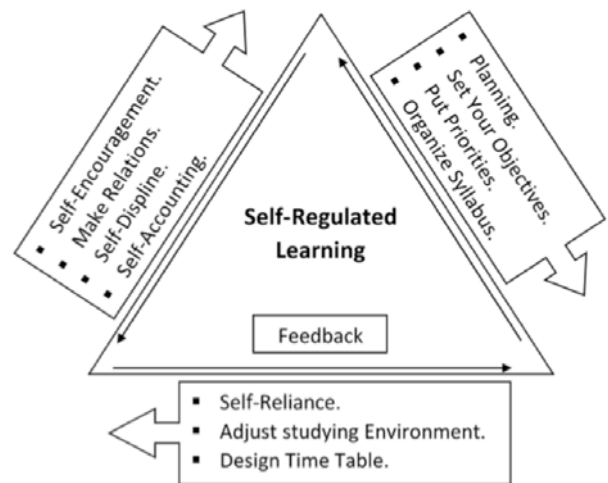 Self-Encouragement.
Make Relations.
Self-Displine.
Self-Accounting.
Planning.
Set Your Objectives.
Put Priorities.
Organize Syllabus.
Self-Regulated
Learning
Feedback
Self-Reliance.
Adjust studying Environment.
Design Time Table.